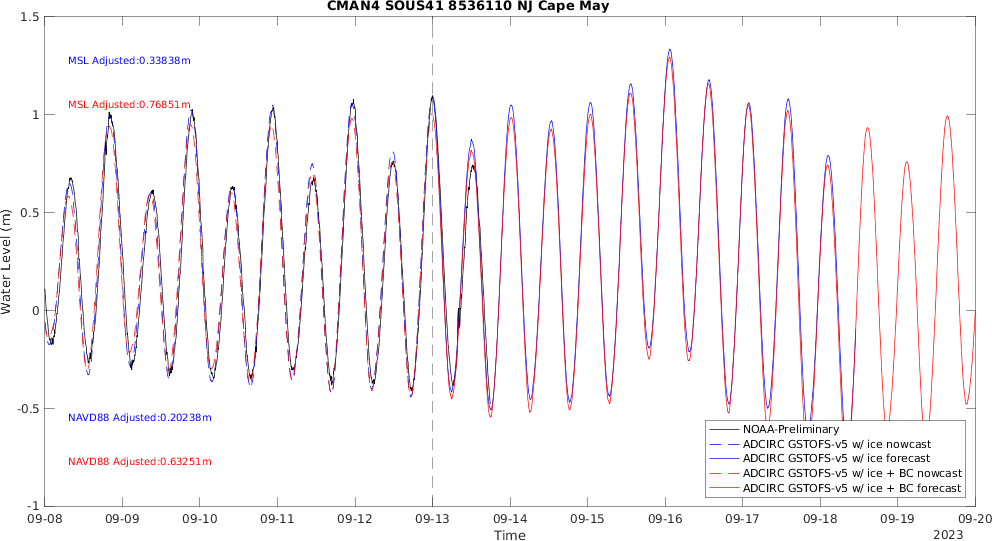 CMAN4 SOUS41 8536110 NJ Cape May
1.5
MSL Adjusted:0.33838m
MSL Adjusted:0.76851m
1
0.5
Water Level (m)
0
-0.5
NAVD88 Adjusted:0.20238m
NAVD88 Adjusted:0.63251m
NOAA-Preliminary
ADCIRC GSTOFS-v5 w/ ice nowcast
ADCIRC GSTOFS-v5 w/ ice forecast
ADCIRC GSTOFS-v5 w/ ice + BC nowcast
ADCIRC GSTOFS-v5 w/ ice + BC forecast
-1
09-08 09-09 09-10 09-11 09-12 09-13 09-14 09-15 09-16 09-17 09-18 09-19 09-20
Time
2023